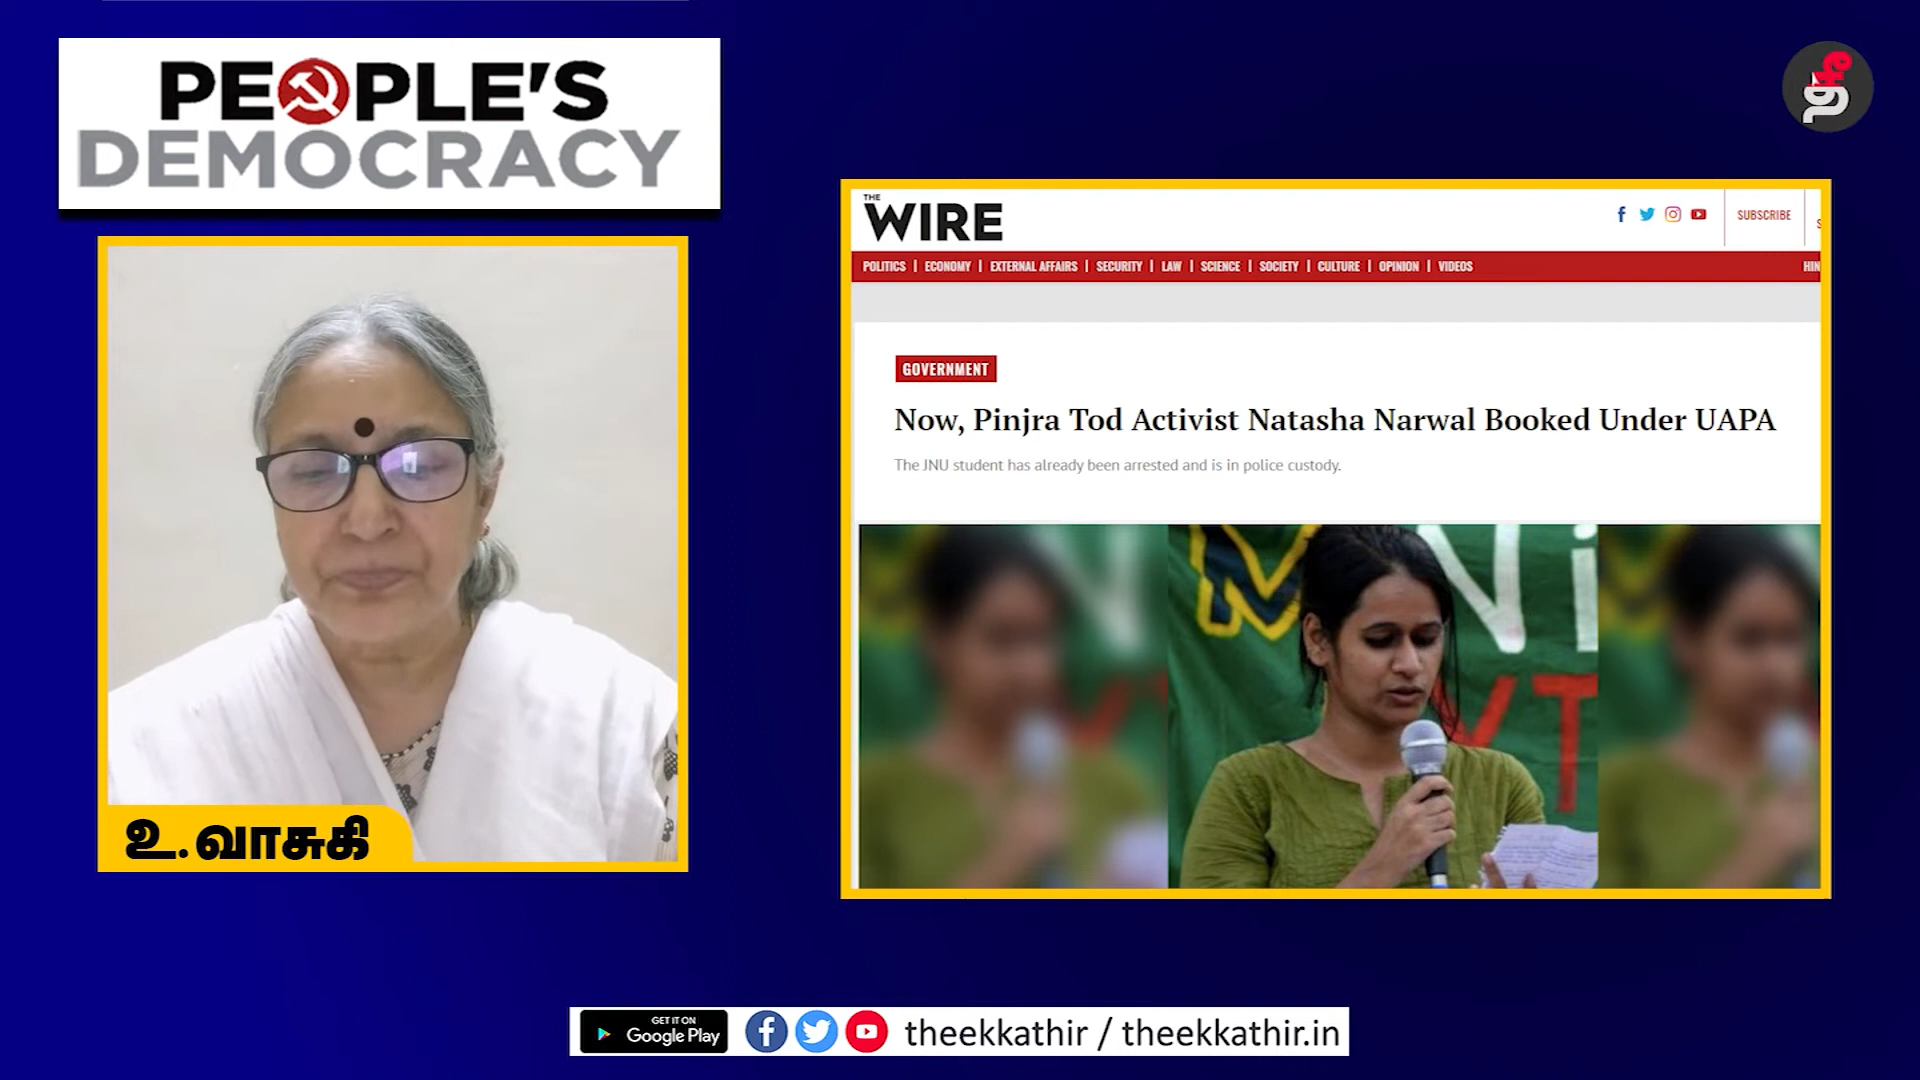 PEOPLE'S
DEMOCRACY
உ.வாசுகி
தீ
THE
WIRE
SUBSCRIBE
POLITICS | ECONOMY | EXTERNAL AFFAIRS | SECURITY | LAW | SCIENCE | SOCIETY | CULTURE | OPINION | VIDEOS
HIN
GOVERNMENT
Now, Pinjra Tod Activist Natasha Narwal Booked Under UAPA
The JNU student has already been arrested and is in police custody.
GET IT ON
Google Play
theekkathir / theekkathir.in